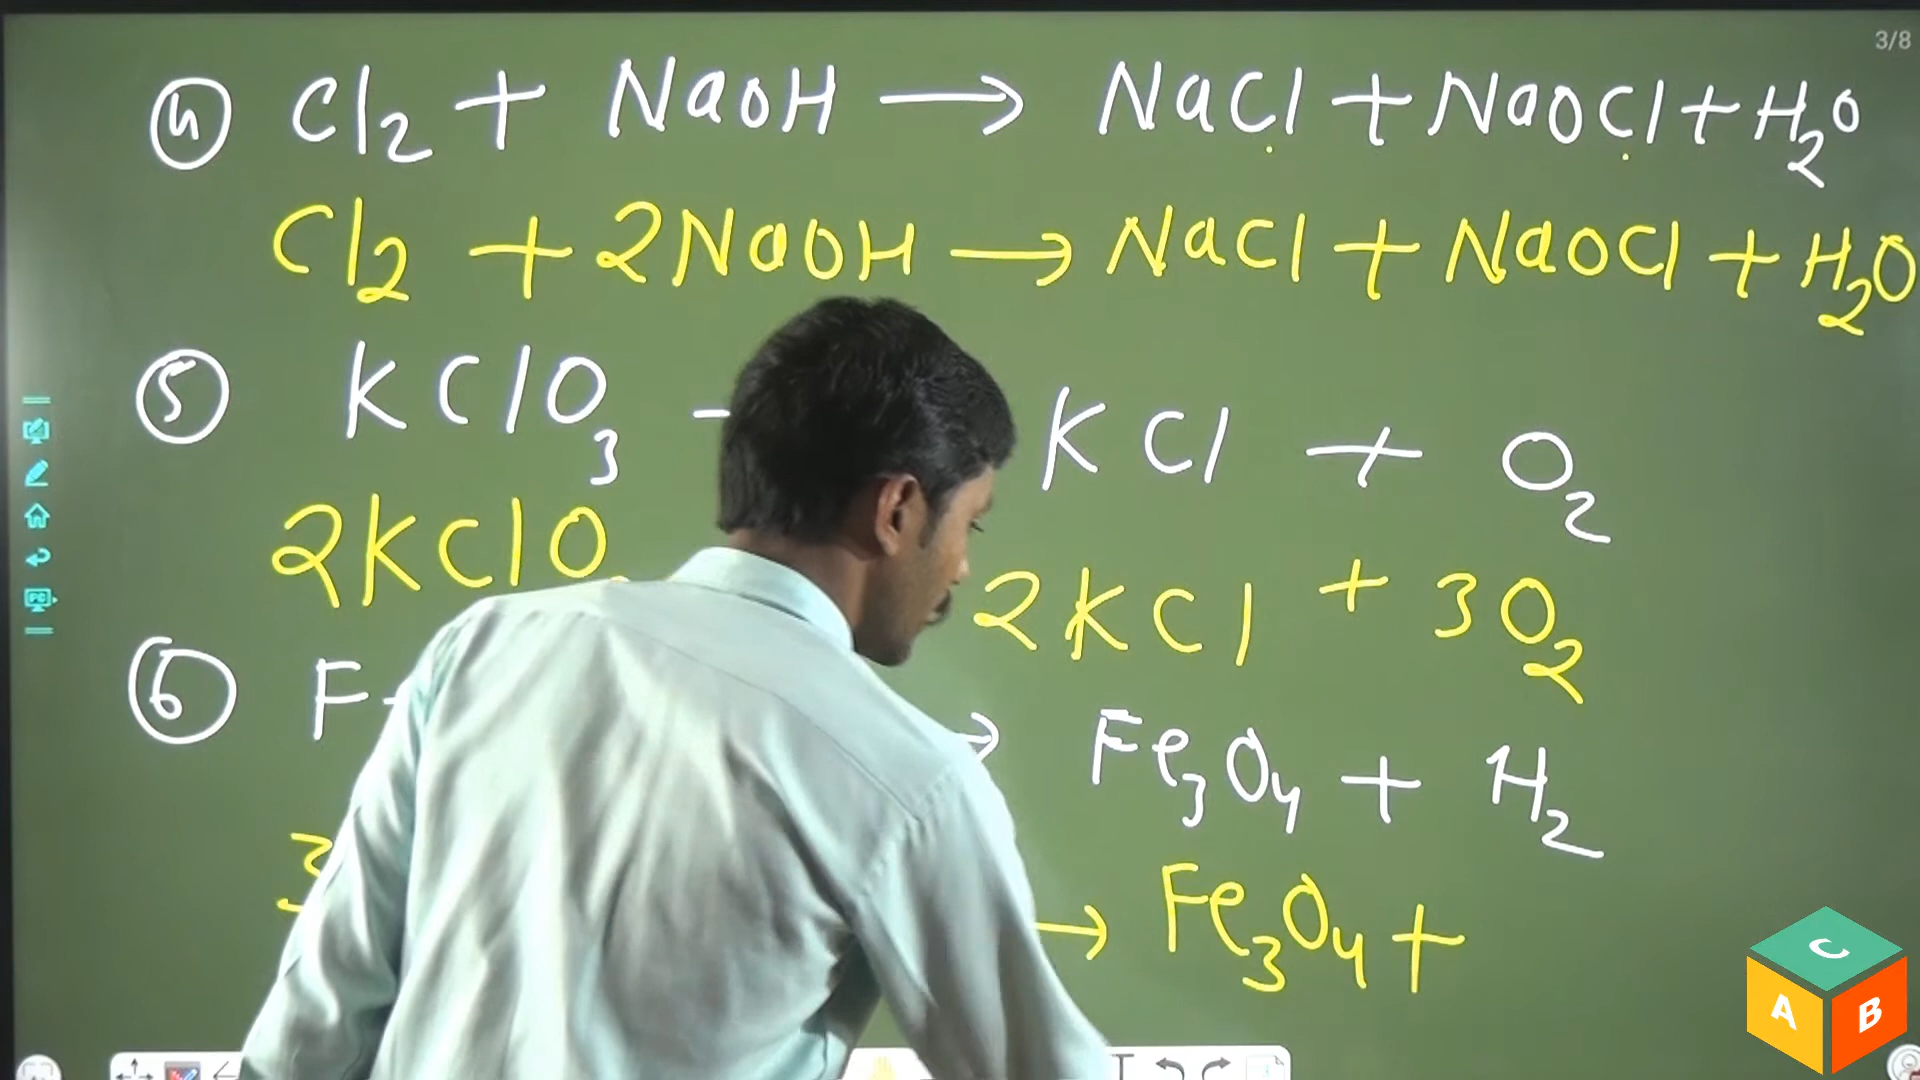 3/8
④ Cl₂ + NaOH → NaCl + NaOCl + H₂O
Cl₂ + 2NaOH → NaCl + NaOCl + H₂O
⑤ KClO₃ - KCl + O₂
2KClO 2KCl + 3O₂
⑥ F → Fe₃O₄ + H₂
3 → Fe₃O₄ +
C
A B